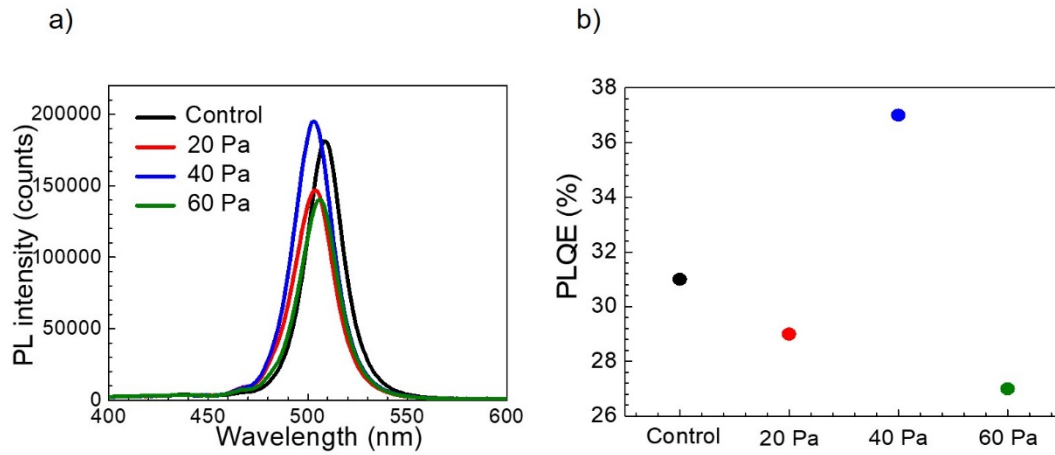 a)
PL intensity (counts)
200000
150000
100000
50000
0
Control
20 Pa
40 Pa
60 Pa
400 450 500 550 600
Wavelength (nm)
b)
PLQE (%)
38
36
34
32
30
28
26
Control 20 Pa 40 Pa 60 Pa